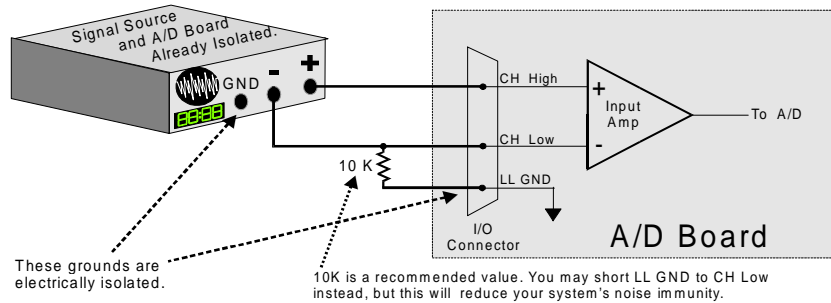 Signal Source
and A/D Board
Already Isolated.
GND
-
+
CH High
+
Input
Amp
To A/D
CH Low
-
10 K
LL GND
I/O
Connector
A/D Board
These grounds are
electrically isolated.
10K is a recommended value. You may short LL GND to CH Low
instead, but this will reduce your system's noise immunity.